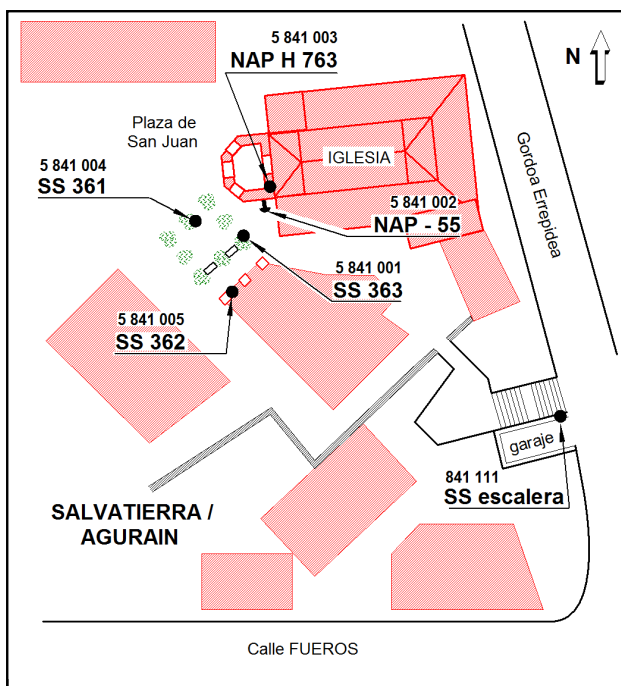 5 841 003
NAP H 763
N
Plaza de
San Juan
IGLESIA
Gordoa Errepidea
5 841 004
SS 361
5 841 002
NAP - 55
5 841 001
SS 363
5 841 005
SS 362
garaje
841 111
SS escalera
SALVATIERRA /
AGURAIN
Calle FUEROS